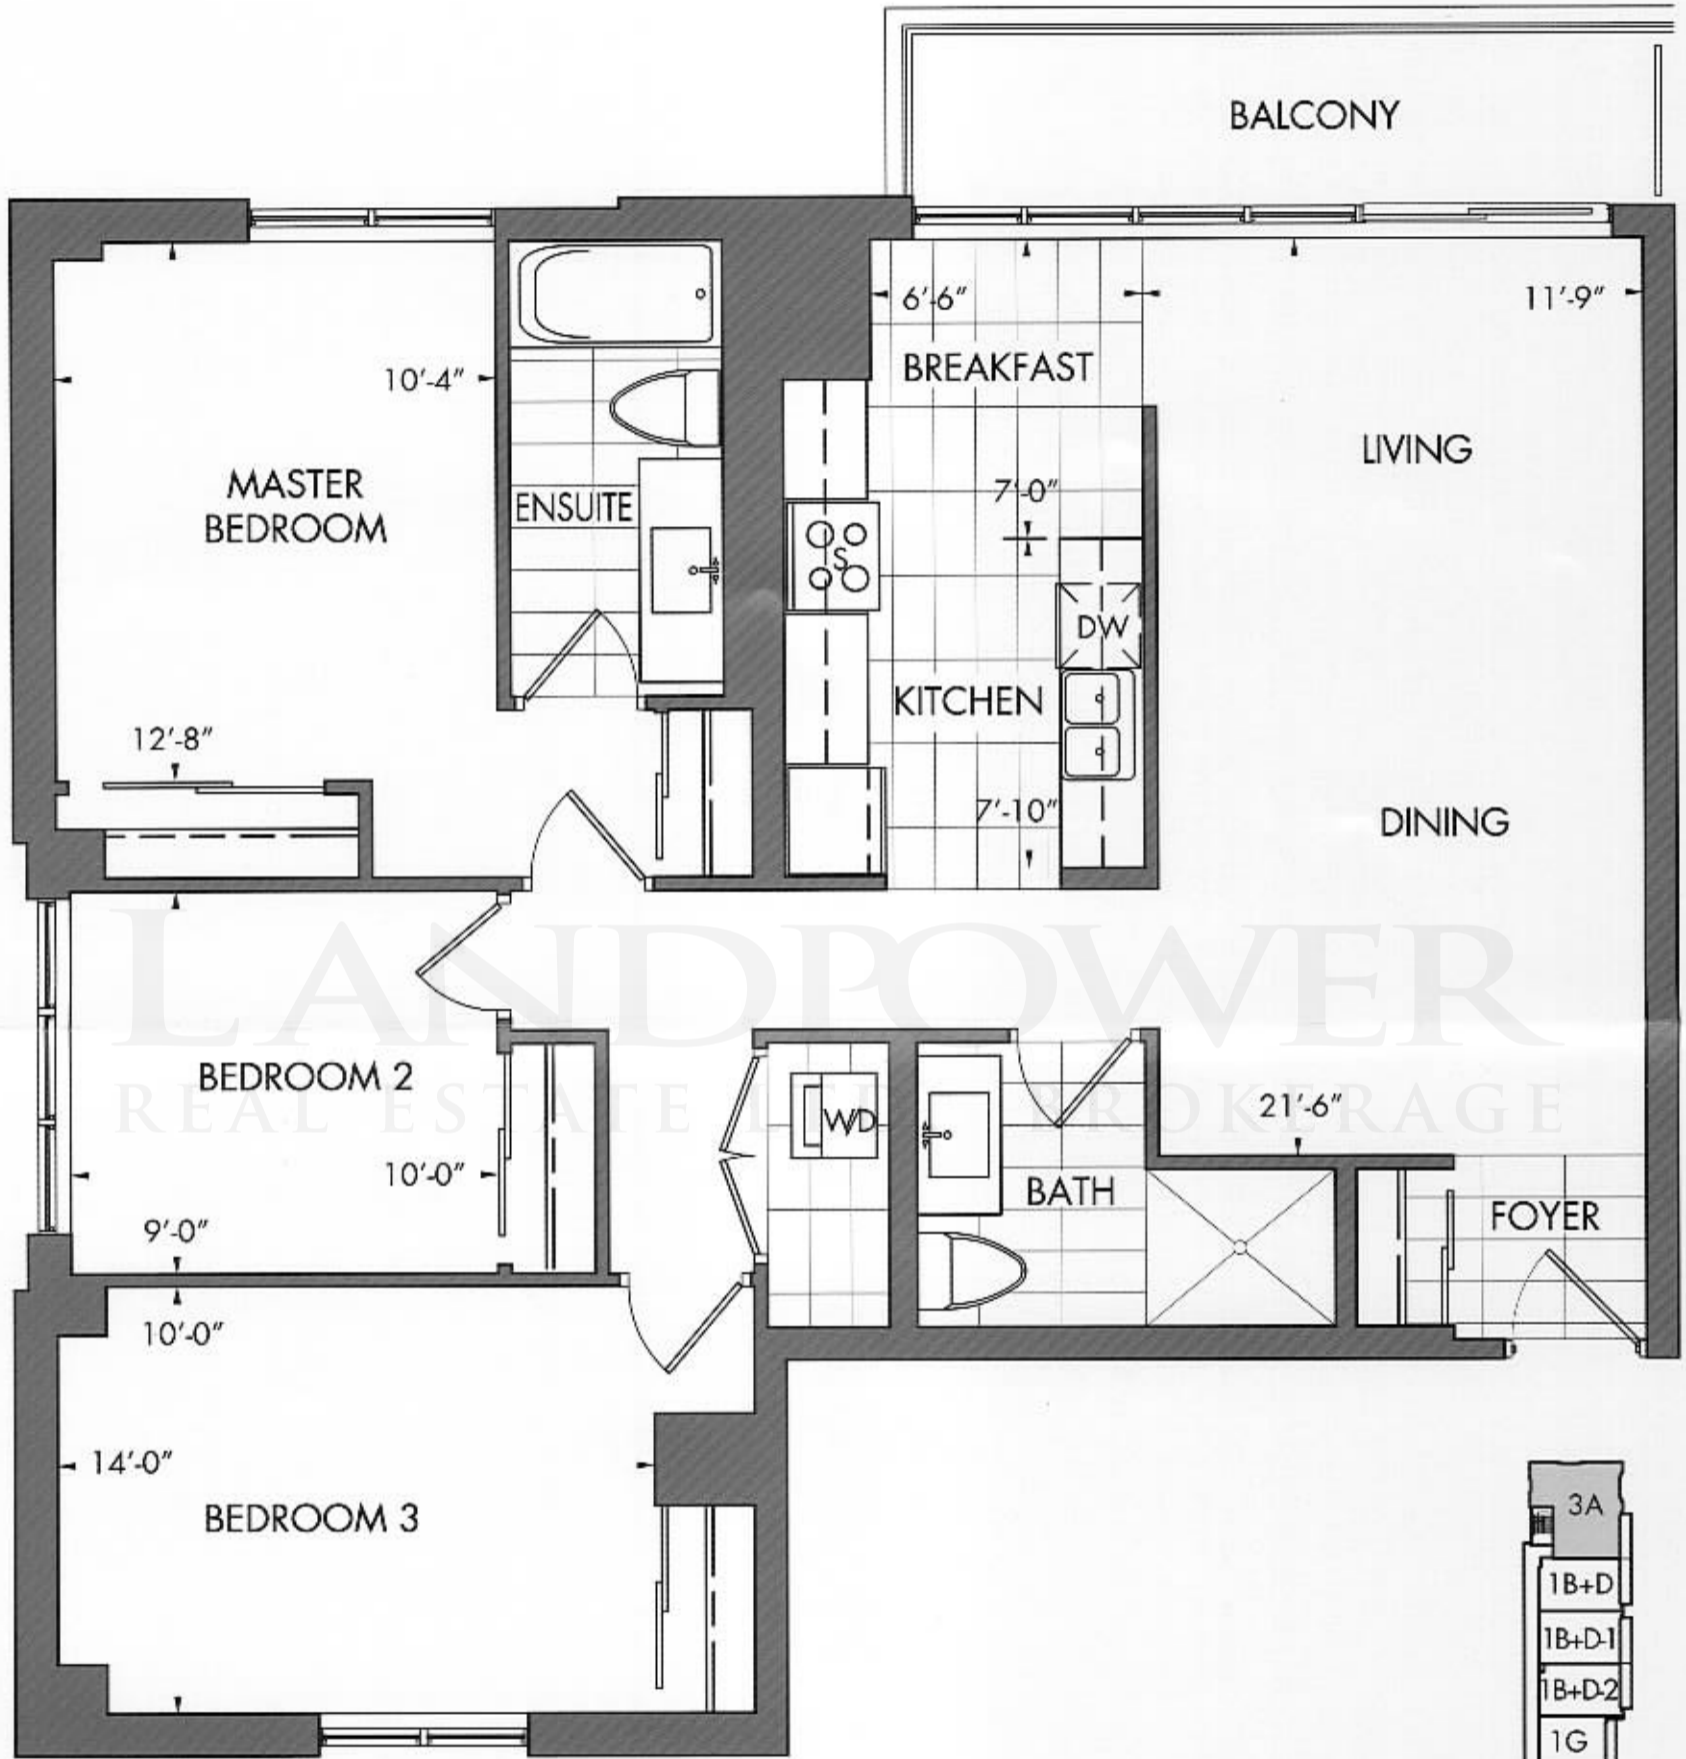 BALCONY
6'-6"
11'-9"
BREAKFAST
10'-4"
LIVING
MASTER
BEDROOM
ENSUITE
7'-0"
S
DW
KITCHEN
12'-8"
7'-10"
DINING
LANDPOWER
REAL ESTATE LTD. BROKERAGE
BEDROOM 2
W/D
21'-6"
10'-0"
BATH
FOYER
9'-0"
10'-0"
14'-0"
BEDROOM 3
3A
1B+D
1B+D-1
1B+D-2
1G